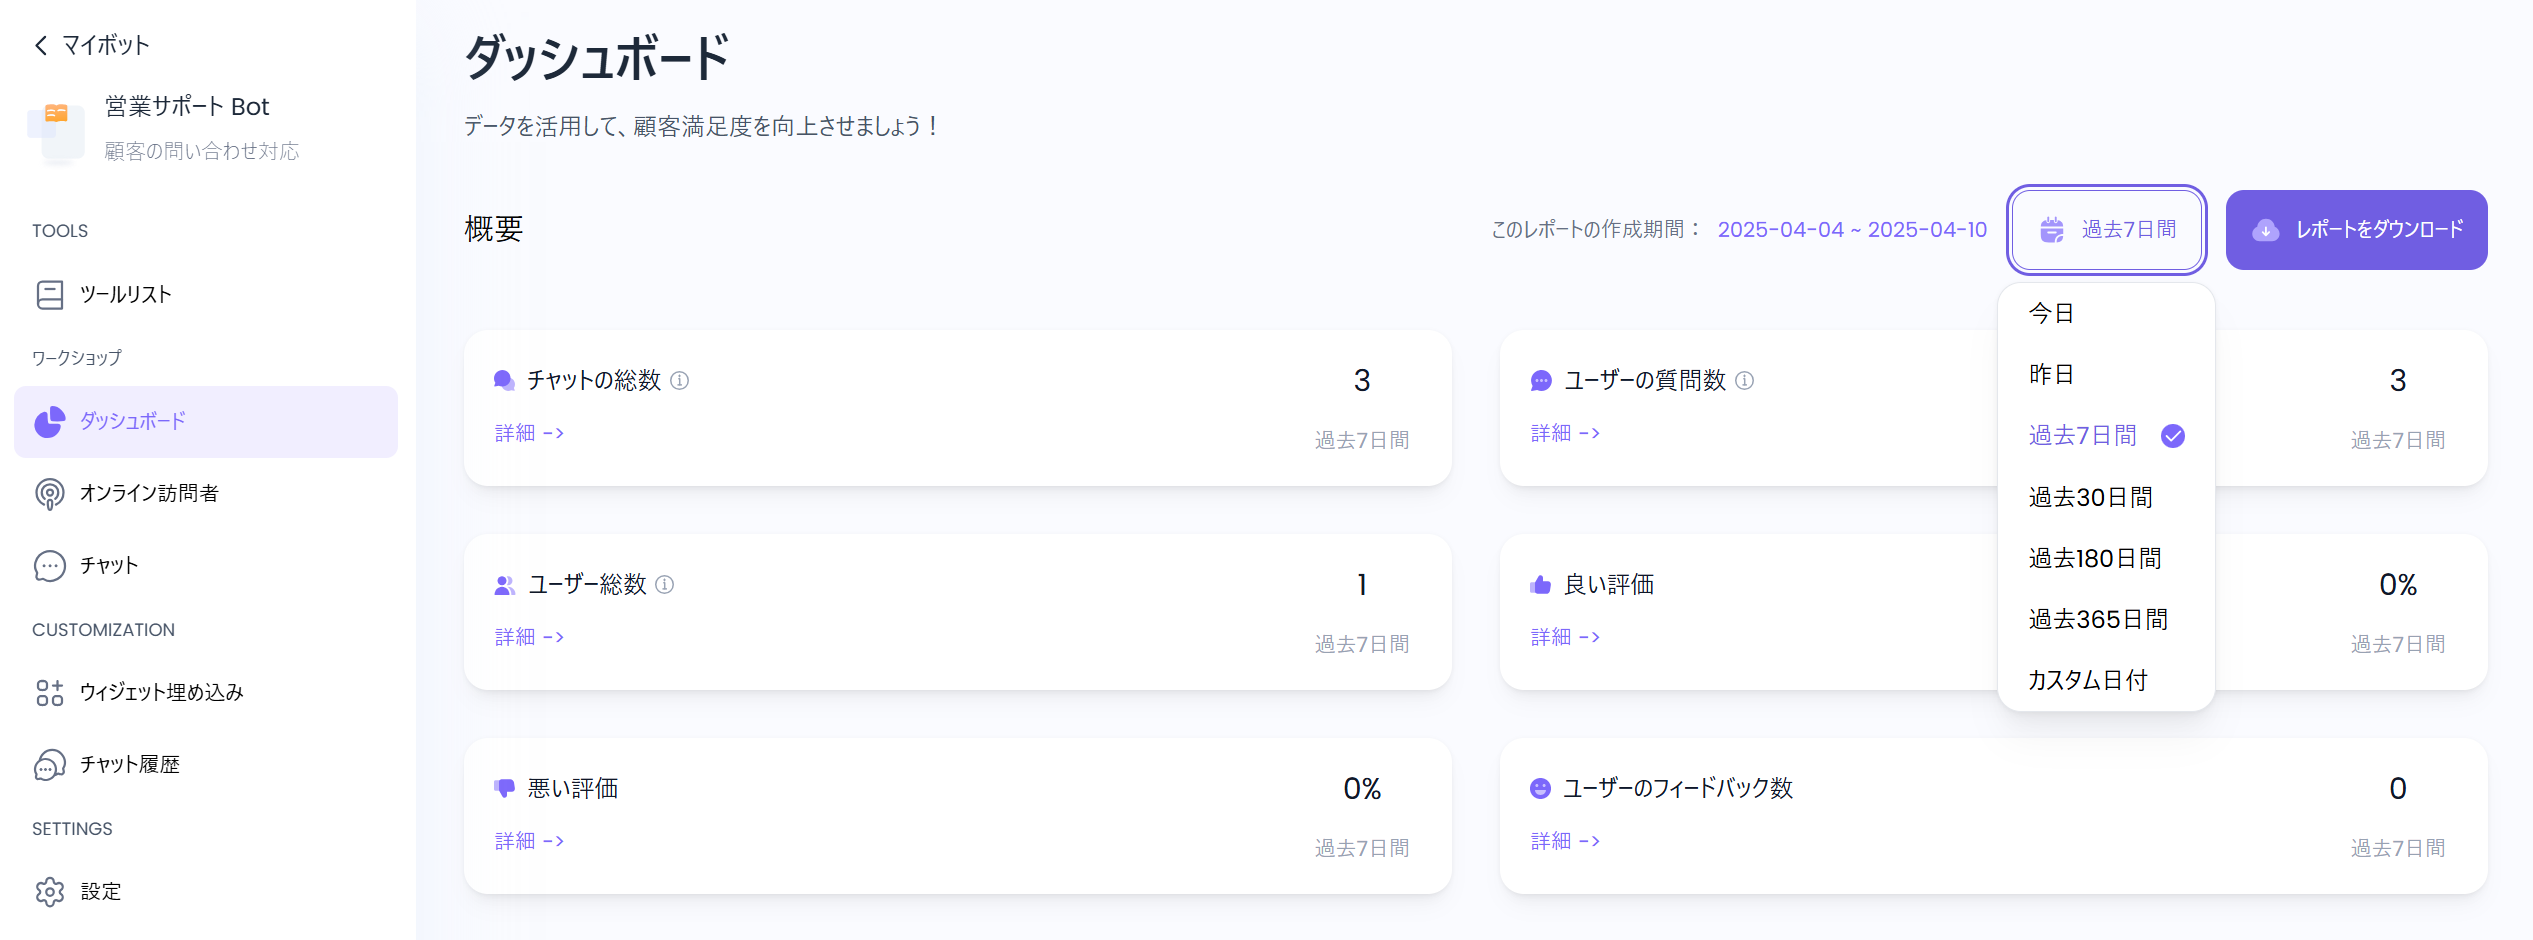 マイボット
営業サポート Bot
顧客の問い合わせ対応
TOOLS
ツールリスト
ワークショップ
ダッシュボード
オンライン訪問者
チャット
CUSTOMIZATION
ウィジェット埋め込み
チャット履歴
SETTINGS
設定
ダッシュボード
データを活用して、顧客満足度を向上させましょう！
概要
このレポートの作成期間： 2025-04-04 ~ 2025-04-10
過去7日間
レポートをダウンロード
今日
昨日
過去7日間
過去30日間
過去180日間
過去365日間
カスタム日付
チャットの総数
3
詳細 ->
過去7日間
ユーザーの質問数
3
詳細 ->
過去7日間
ユーザー総数
1
詳細 ->
過去7日間
良い評価
0%
詳細 ->
過去7日間
悪い評価
0%
詳細 ->
過去7日間
ユーザーのフィードバック数
0
詳細 ->
過去7日間